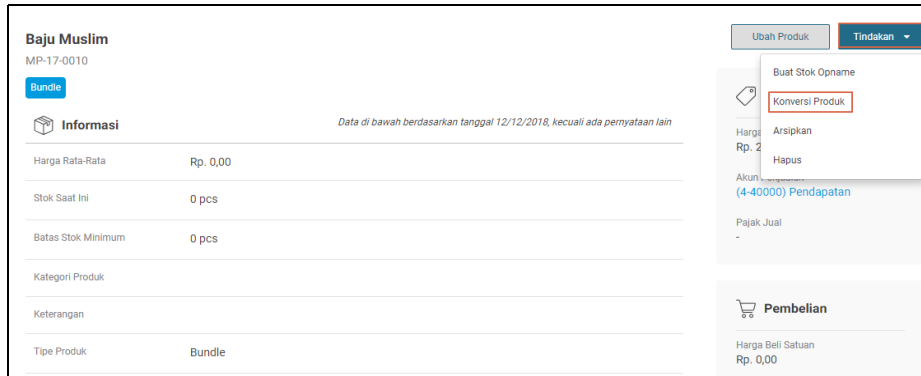 Baju Muslim
MP-17-0010
Bundle
Informasi
Data di bawah berdasarkan tanggal 12/12/2018, kecuali ada pernyataan lain
Harga Rata-Rata Rp. 0,00
Stok Saat Ini 0 pcs
Batas Stok Minimum 0 pcs
Kategori Produk
Keterangan
Tipe Produk Bundle
Ubah Produk Tindakan
Buat Stok Opname
Konversi Produk
Arsipkan
Hapus
Harga
Rp. 2
Akun
(4-40000) Pendapatan
Pajak Jual
-
Pembelian
Harga Beli Satuan
Rp. 0,00